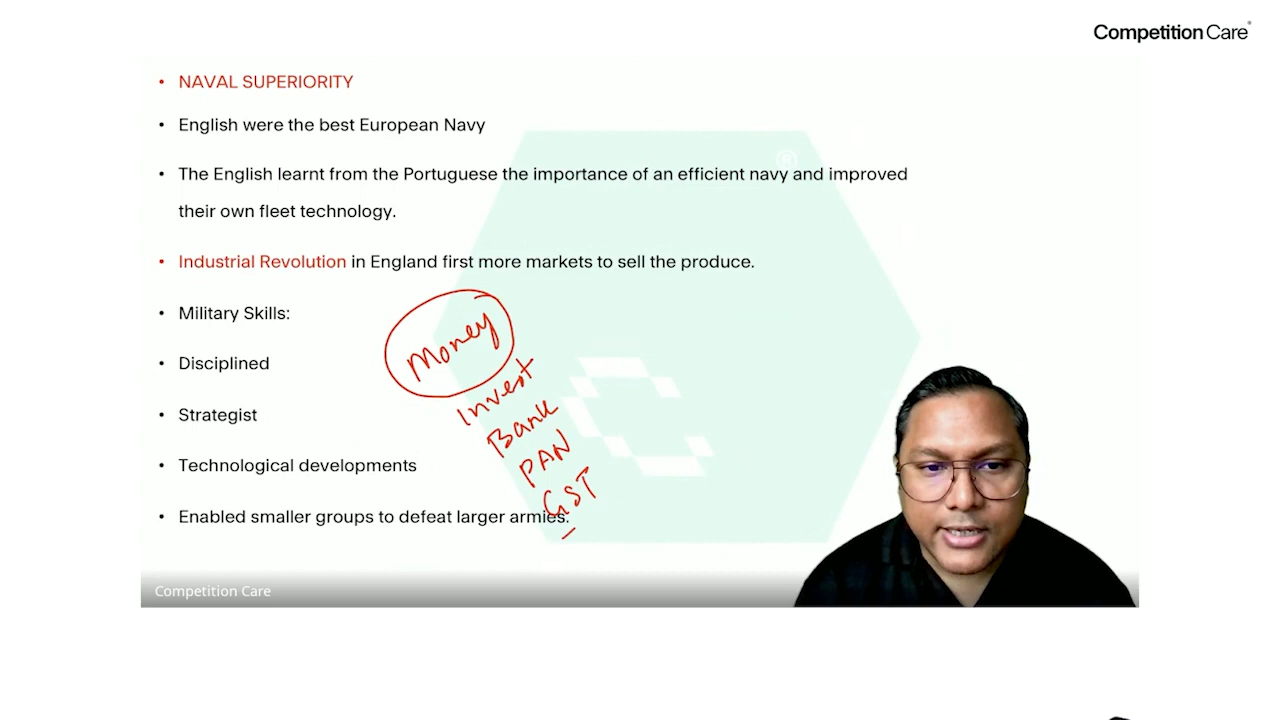 Competition Care
• NAVAL SUPERIORITY
• English were the best European Navy
• The English learnt from the Portuguese the importance of an efficient navy and improved
their own fleet technology.
• Industrial Revolution in England first more markets to sell the produce.
• Military Skills:
• Disciplined
• Strategist
• Technological developments
• Enabled smaller groups to defeat larger armies.
Money
Invest
Bank
PAN
GST
Competition Care